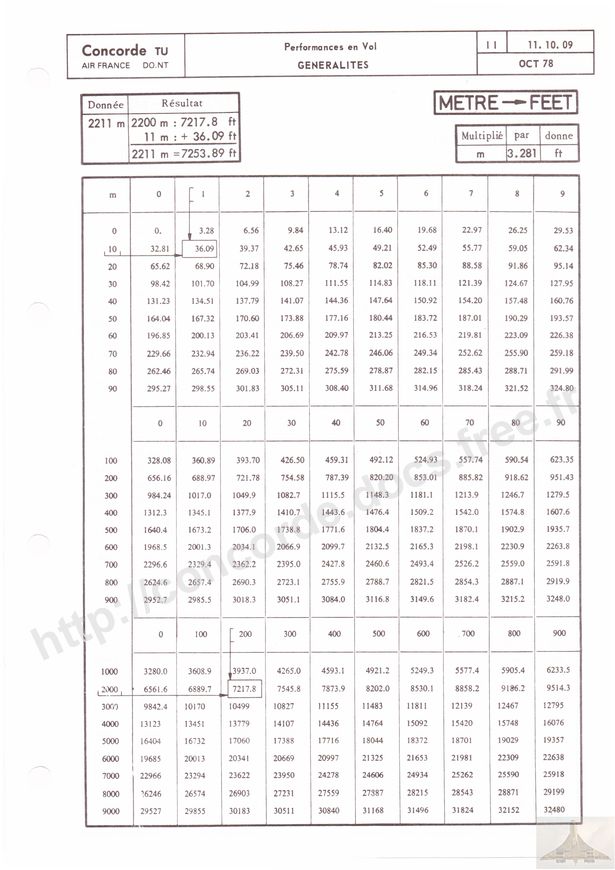 Concorde TU
AIR FRANCE DO.NT
Performances en Vol
GENERALITES
11 11.10.09
OCT 78
Donnée Résultat
2211 m 2200 m : 7217.8 ft
11 m : + 36.09 ft
2211 m = 7253.89 ft
METRE → FEET
Multiplié par donne
m 3.281 ft
m 0 1 2 3 4 5 6 7 8 9
0 0. 3.28 6.56 9.84 13.12 16.40 19.68 22.97 26.25 29.53
10 32.81 36.09 39.37 42.65 45.93 49.21 52.49 55.77 59.05 62.34
20 65.62 68.90 72.18 75.46 78.74 82.02 85.30 88.58 91.86 95.14
30 98.42 101.70 104.99 108.27 111.55 114.83 118.11 121.39 124.67 127.95
40 131.23 134.51 137.79 141.07 144.36 147.64 150.92 154.20 157.48 160.76
50 164.04 167.32 170.60 173.88 177.16 180.44 183.72 187.01 190.29 193.57
60 196.85 200.13 203.41 206.69 209.97 213.25 216.53 219.81 223.09 226.38
70 229.66 232.94 236.22 239.50 242.78 246.06 249.34 252.62 255.90 259.18
80 262.46 265.74 269.03 272.31 275.59 278.87 282.15 285.43 288.71 291.99
90 295.27 298.55 301.83 305.11 308.40 311.68 314.96 318.24 321.52 324.80
0 10 20 30 40 50 60 70 80 90
100 328.08 360.89 393.70 426.50 459.31 492.12 524.93 557.74 590.54 623.35
200 656.16 688.97 721.78 754.58 787.39 820.20 853.01 885.82 918.62 951.43
300 984.24 1017.0 1049.9 1082.7 1115.5 1148.3 1181.1 1213.9 1246.7 1279.5
400 1312.3 1345.1 1377.9 1410.7 1443.6 1476.4 1509.2 1542.0 1574.8 1607.6
500 1640.4 1673.2 1706.0 1738.8 1771.6 1804.4 1837.2 1870.1 1902.9 1935.7
600 1968.5 2001.3 2034.1 2066.9 2099.7 2132.5 2165.3 2198.1 2230.9 2263.8
700 2296.6 2329.4 2362.2 2395.0 2427.8 2460.6 2493.4 2526.2 2559.0 2591.8
800 2624.6 2657.4 2690.3 2723.1 2755.9 2788.7 2821.5 2854.3 2887.1 2919.9
900 2952.7 2985.5 3018.3 3051.1 3084.0 3116.8 3149.6 3182.4 3215.2 3248.0
0 100 200 300 400 500 600 700 800 900
1000 3280.0 3608.9 3937.0 4265.0 4593.1 4921.2 5249.3 5577.4 5905.4 6233.5
2000 6561.6 6889.7 7217.8 7545.8 7873.9 8202.0 8530.1 8858.2 9186.2 9514.3
3000 9842.4 10170 10499 10827 11155 11483 11811 12139 12467 12795
4000 13123 13451 13779 14107 14436 14764 15092 15420 15748 16076
5000 16404 16732 17060 17388 17716 18044 18372 18701 19029 19357
6000 19685 20013 20341 20669 20997 21325 21653 21981 22309 22638
7000 22966 23294 23622 23950 24278 24606 24934 25262 25590 25918
8000 26246 26574 26903 27231 27559 27887 28215 28543 28871 29199
9000 29527 29855 30183 30511 30840 31168 31496 31824 32152 32480
http://concorde.docs.free.fr